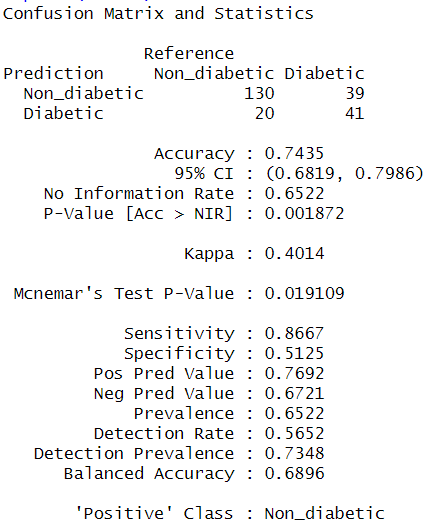 Confusion Matrix and Statistics
Reference
Prediction Non_diabetic Diabetic
Non_diabetic 130 39
Diabetic 20 41
Accuracy : 0.7435
95% CI : (0.6819, 0.7986)
No Information Rate : 0.6522
P-Value [Acc > NIR] : 0.001872
Kappa : 0.4014
Mcnemar's Test P-Value : 0.019109
Sensitivity : 0.8667
Specificity : 0.5125
Pos Pred Value : 0.7692
Neg Pred Value : 0.6721
Prevalence : 0.6522
Detection Rate : 0.5652
Detection Prevalence : 0.7348
Balanced Accuracy : 0.6896
'Positive' Class : Non_diabetic